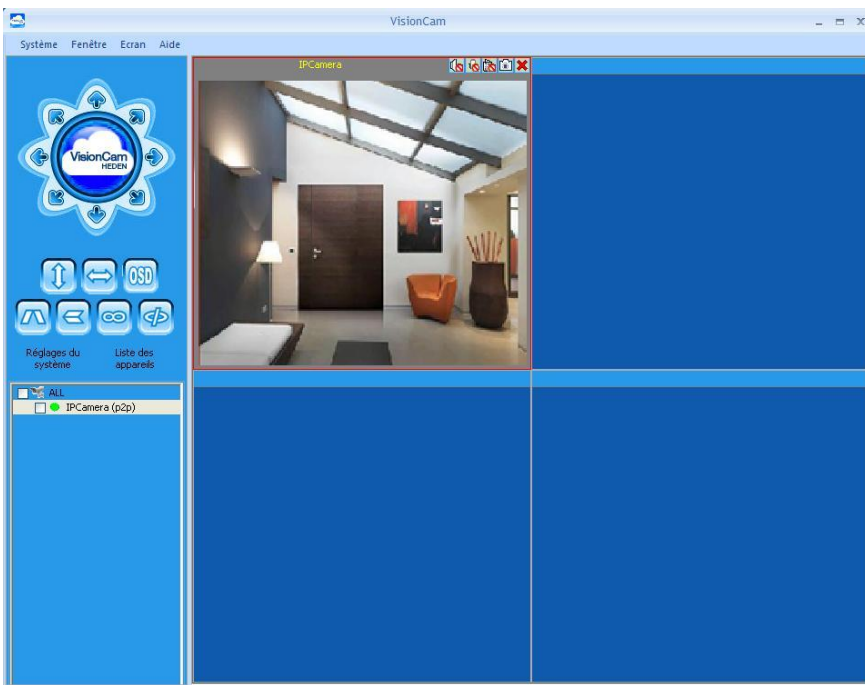 VisionCam
Système Fenêtre Ecran Aide
IPCamera
VisionCam
HEDEN
OSD
Réglages du
système
Liste des
appareils
ALL
IPCamera (p2p)